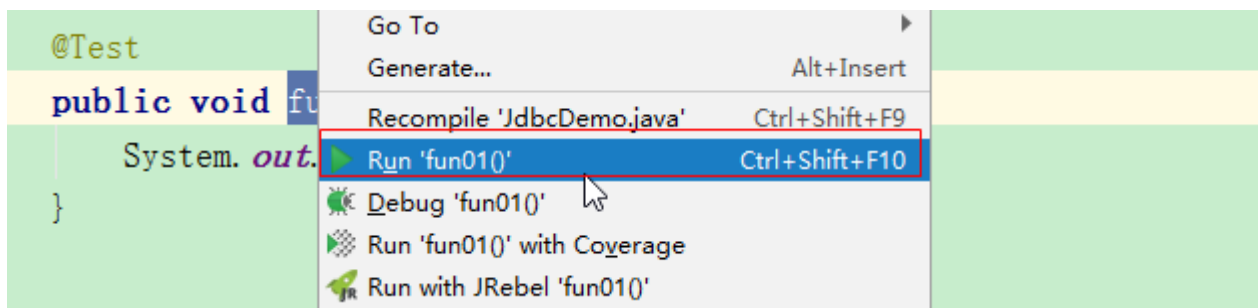 @Test
public void fu
System.out.
}
Go To
Generate... Alt+Insert
Recompile 'JdbcDemo.java' Ctrl+Shift+F9
Run 'fun01()' Ctrl+Shift+F10
Debug 'fun01()'
Run 'fun01()' with Coverage
JR Run with JRebel 'fun01()'